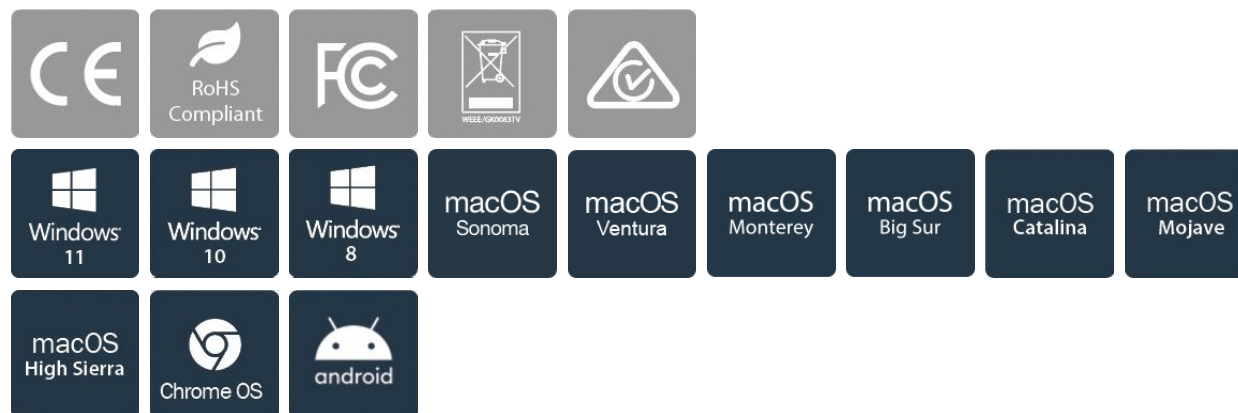 CE
RoHS
Compliant
FC
WEEE/GK0063TV
Windows
11
Windows
10
Windows
8
macOS
Sonoma
macOS
Ventura
macOS
Monterey
macOS
Big Sur
macOS
Catalina
macOS
Mojave
macOS
High Sierra
Chrome OS
android